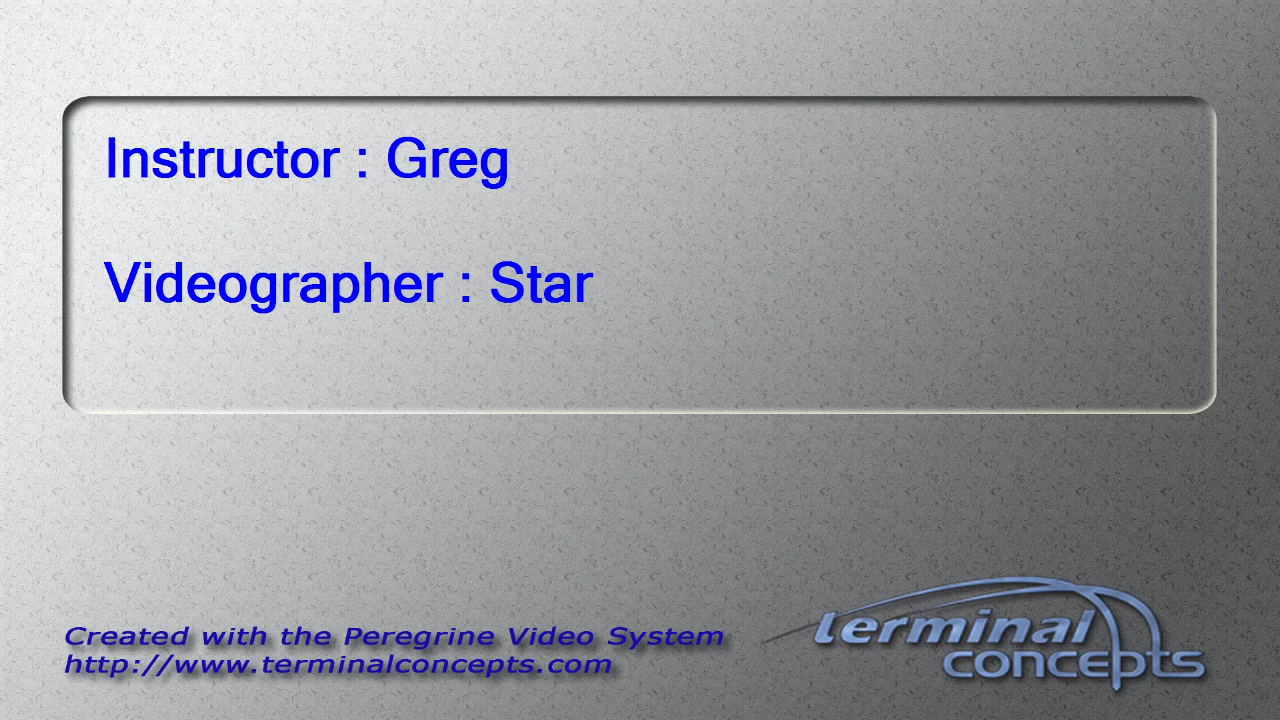 Instructor : Greg
Videographer : Star
Created with the Peregrine Video System
http://www.terminalconcepts.com
terminal
concepts